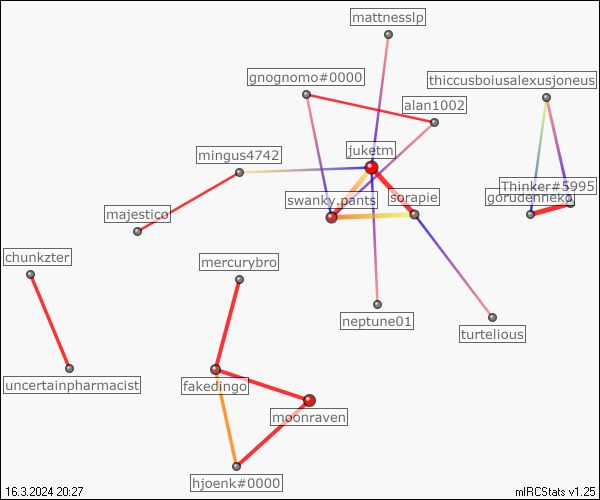 mattnesslp
gnognomo#0000
thiccusboiusalexusjoneus
alan1002
juketm
mingus4742
Thinker#5995
swanky.pants
sorapie
gorudenneko
majestico
chunkzter
mercurybro
neptune01
turtelious
uncertainpharmacist
fakedingo
moonraven
hjoenk#0000
16.3.2024 20:27
mIRCStats v1.25